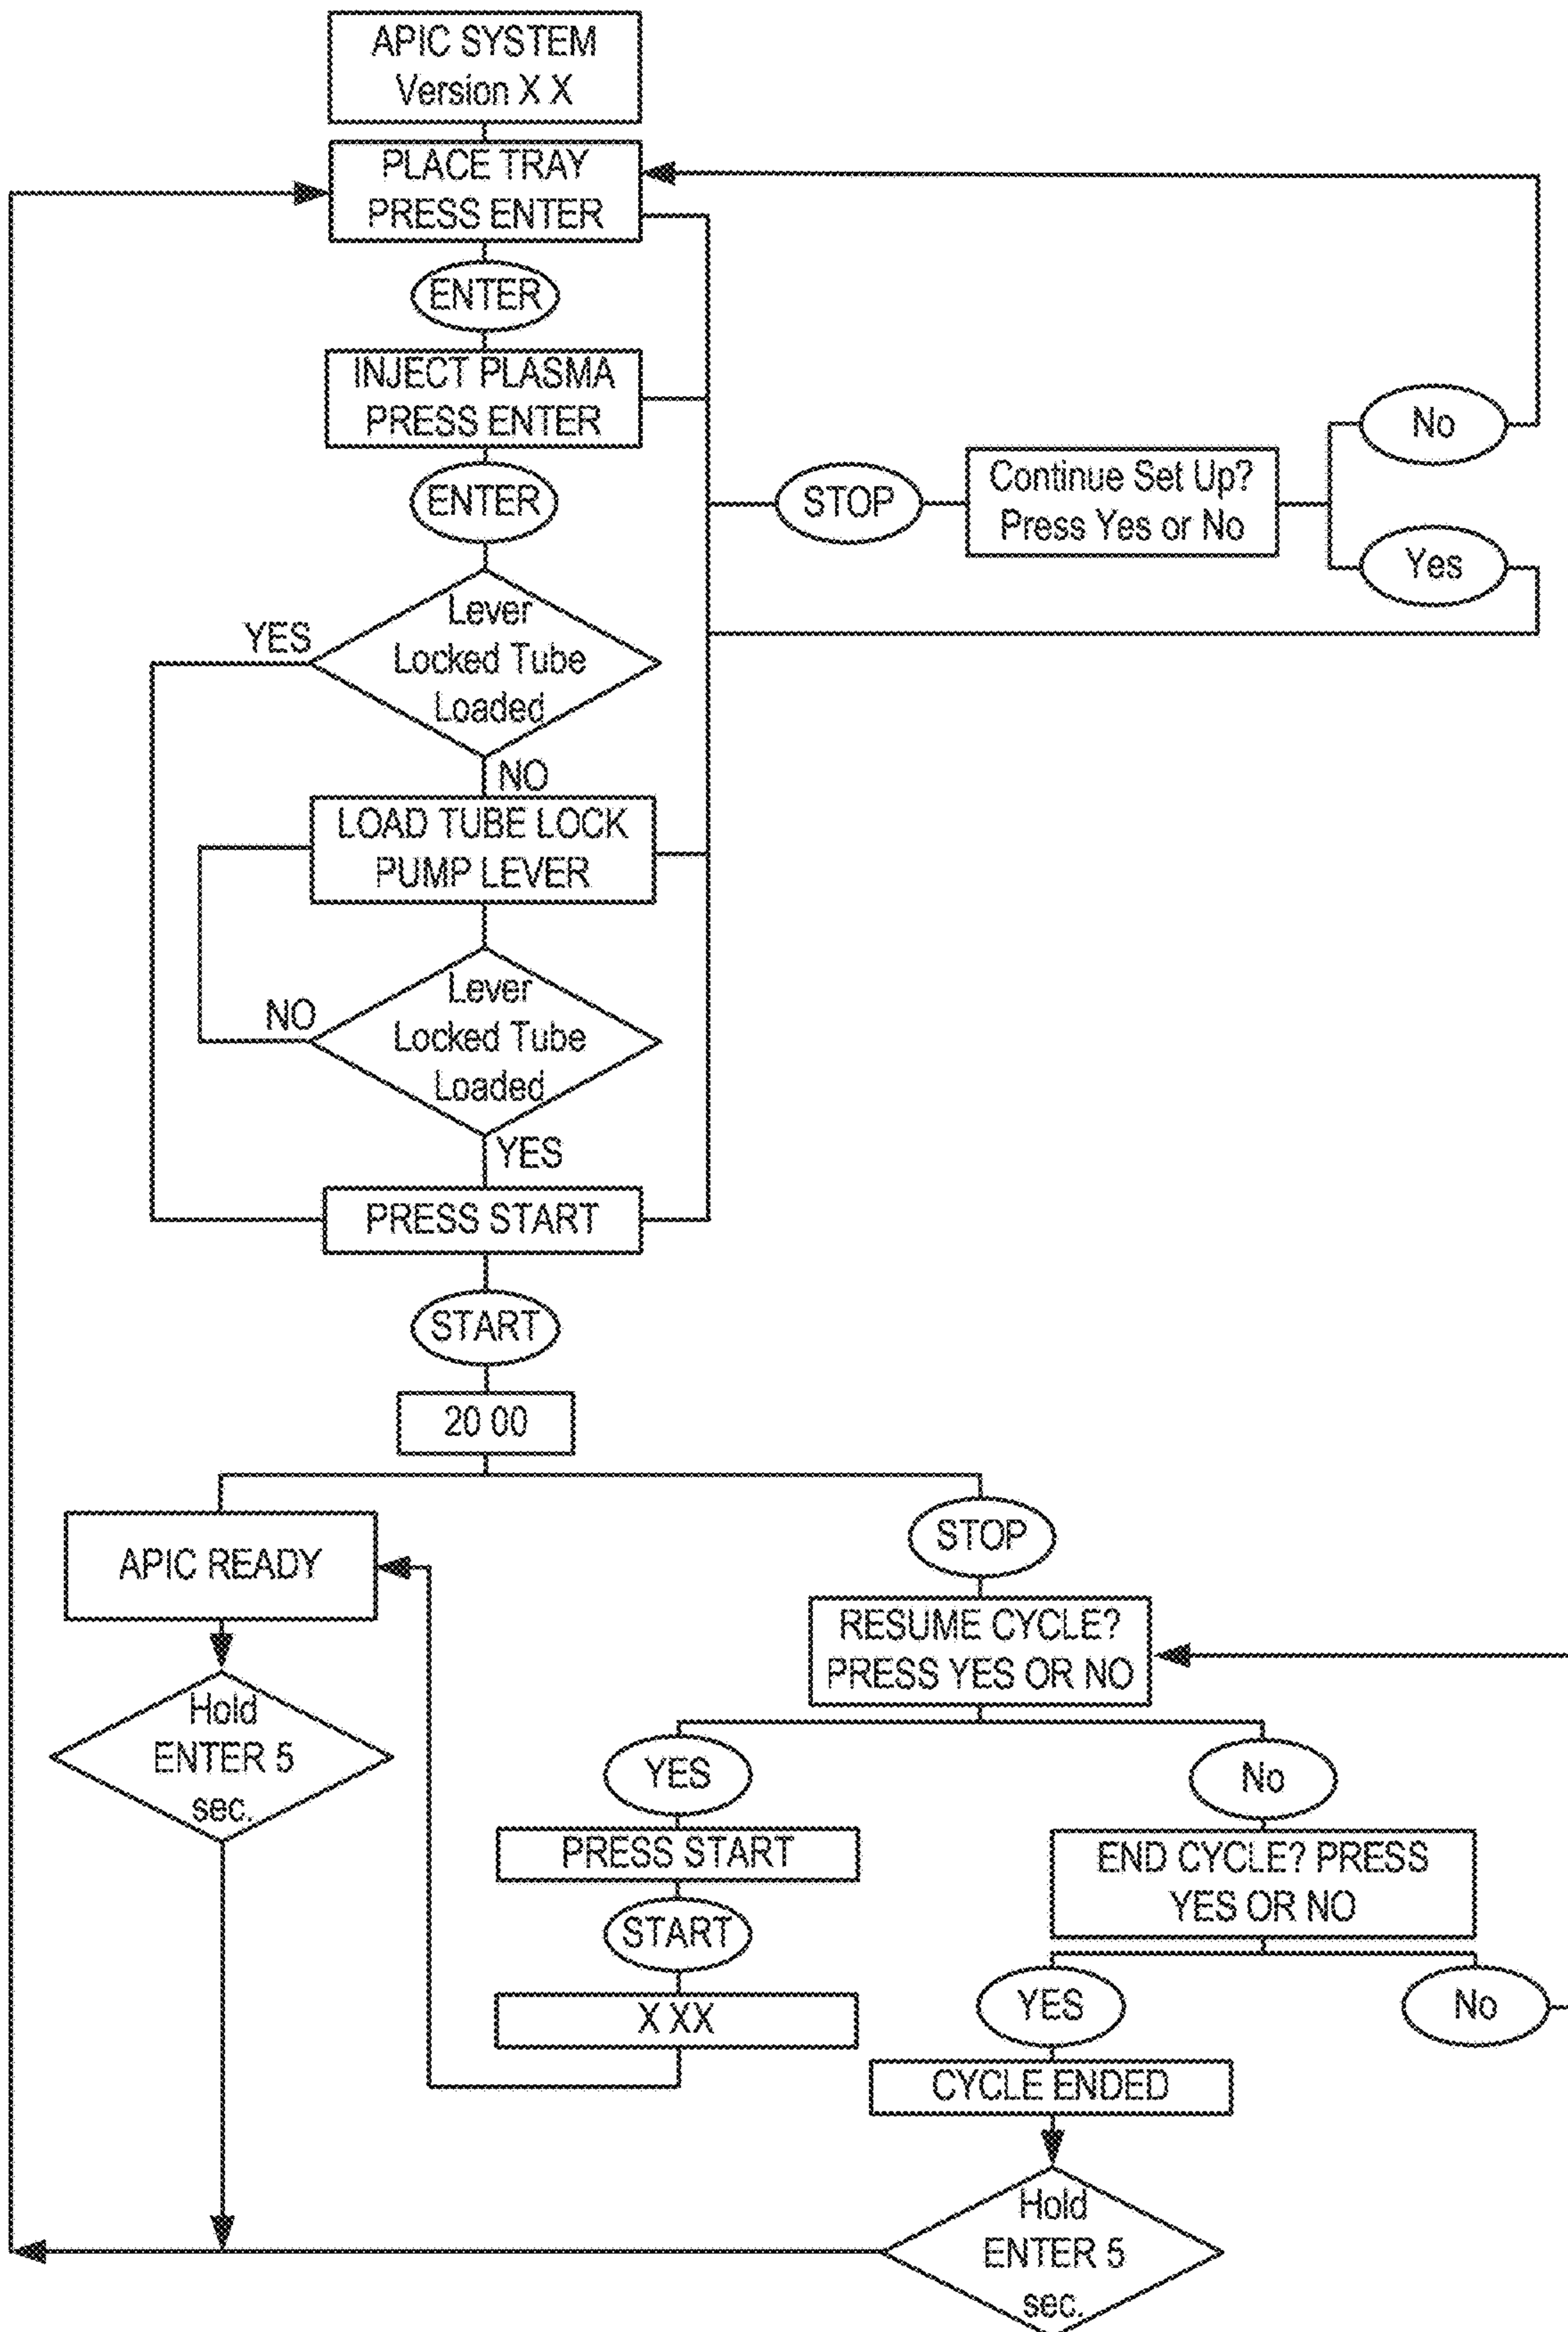 APIC SYSTEM
Version X X
PLACE TRAY
PRESS ENTER
ENTER
INJECT PLASMA
PRESS ENTER
ENTER
STOP
Continue Set Up?
Press Yes or No
No
Yes
Lever
Locked Tube
Loaded
YES
NO
LOAD TUBE LOCK
PUMP LEVER
Lever
Locked Tube
Loaded
NO
YES
PRESS START
START
20 00
APIC READY
Hold
ENTER 5
sec.
STOP
RESUME CYCLE?
PRESS YES OR NO
YES
PRESS START
START
X XX
No
END CYCLE? PRESS
YES OR NO
YES
No
CYCLE ENDED
Hold
ENTER 5
sec.